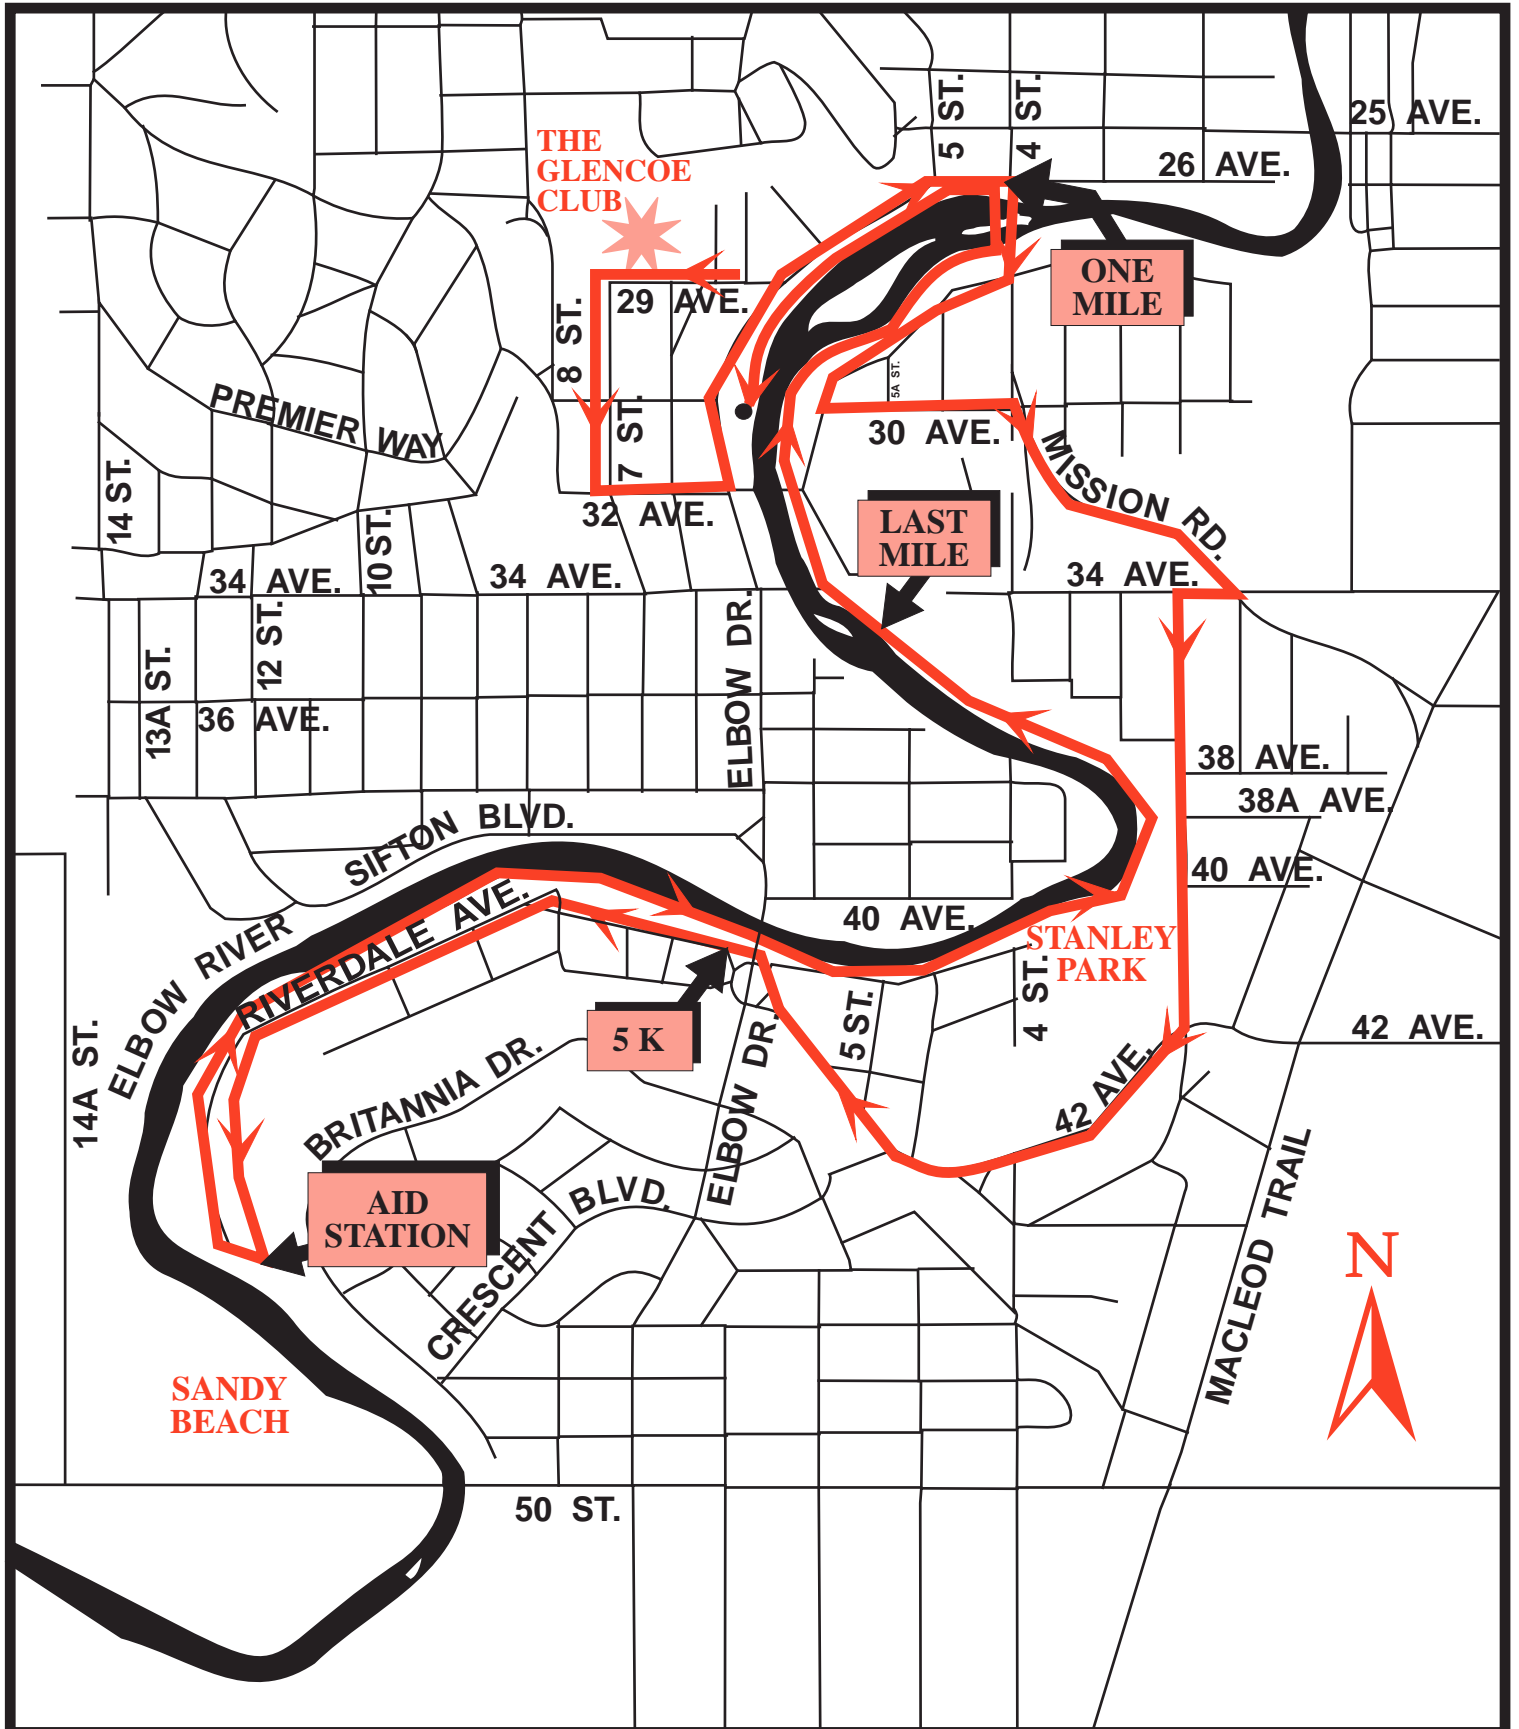 25 AVE.
5 ST.
4 ST.
THE
GLENCOE
CLUB
26 AVE.
ONE
MILE
29 AVE.
8 ST.
7 ST.
5A ST.
PREMIER WAY
30 AVE.
MISSION RD.
14 ST.
32 AVE.
LAST
MILE
10 ST.
34 AVE.
34 AVE.
34 AVE.
12 ST.
13A ST.
ELBOW DR.
36 AVE.
38 AVE.
38A AVE.
SIFTON BLVD.
40 AVE.
RIVERDALE AVE.
40 AVE.
ELBOW RIVER
STANLEY
PARK
4 ST.
5 ST.
5 K
42 AVE.
14A ST.
ELBOW DR.
BRITANNIA DR.
42 AVE.
AID
STATION
CRESCENT BLVD.
MACLEOD TRAIL
N
SANDY
BEACH
50 ST.